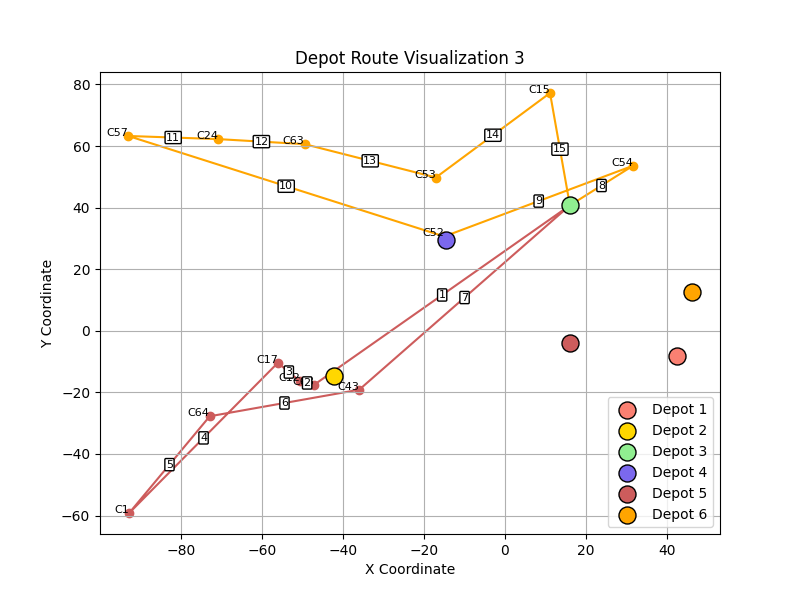 Depot Route Visualization 3
Y Coordinate
80
60
40
20
0
−20
−40
−60
C57
11
C24
12
C63
13
C53
14
C15
15
C54
8
9
10
C52
1
7
C17
3
2
C43
6
C64
4
5
C1
Depot 1
Depot 2
Depot 3
Depot 4
Depot 5
Depot 6
−80
−60
−40
−20
0
20
40
X Coordinate